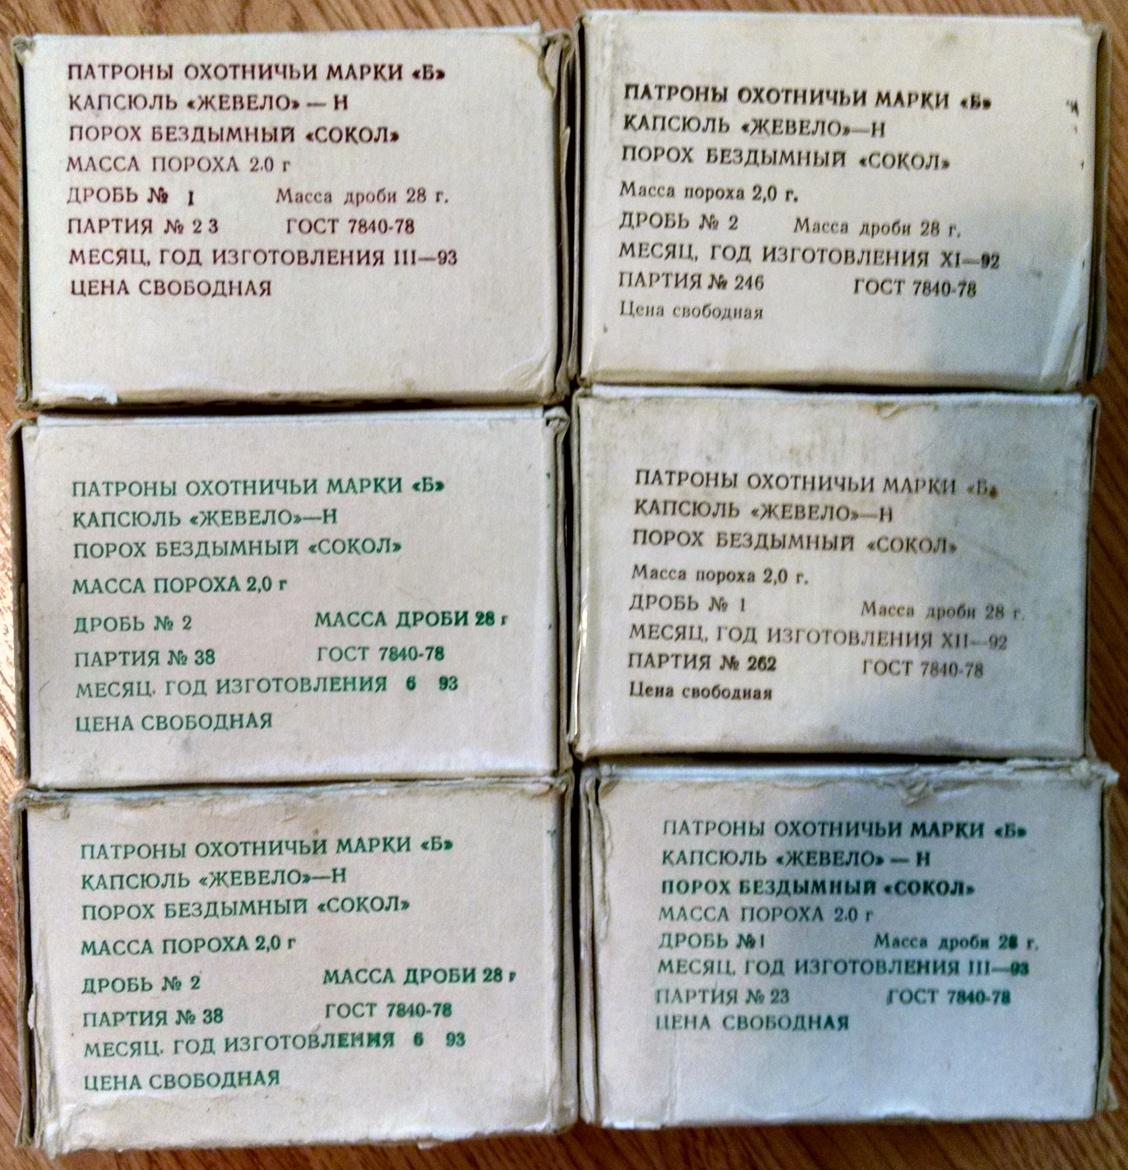 ПАТРОНЫ ОХОТНИЧЬИ МАРКИ «Б»
КАПСЮЛЬ «ЖЕВЕЛО» — Н
ПОРОХ БЕЗДЫМНЫЙ «СОКОЛ»
МАССА ПОРОХА 2.0 г
ДРОБЬ № 1 Масса дроби 28 г.
ПАРТИЯ № 23 ГОСТ 7840-78
МЕСЯЦ, ГОД ИЗГОТОВЛЕНИЯ III—93
ЦЕНА СВОБОДНАЯ
ПАТРОНЫ ОХОТНИЧЬИ МАРКИ «Б»
КАПСЮЛЬ «ЖЕВЕЛО»—Н
ПОРОХ БЕЗДЫМНЫЙ «СОКОЛ»
Масса пороха 2,0 г.
ДРОБЬ № 2 Масса дроби 28 г.
МЕСЯЦ, ГОД ИЗГОТОВЛЕНИЯ XI—92
ПАРТИЯ № 246 ГОСТ 7840-78
Цена свободная
ПАТРОНЫ ОХОТНИЧЬИ МАРКИ «Б»
КАПСЮЛЬ «ЖЕВЕЛО»—Н
ПОРОХ БЕЗДЫМНЫЙ «СОКОЛ»
МАССА ПОРОХА 2,0 г
ДРОБЬ № 2 МАССА ДРОБИ 28 г
ПАРТИЯ № 38 ГОСТ 7840-78
МЕСЯЦ. ГОД ИЗГОТОВЛЕНИЯ 6 93
ЦЕНА СВОБОДНАЯ
ПАТРОНЫ ОХОТНИЧЬИ МАРКИ «Б»
КАПСЮЛЬ «ЖЕВЕЛО»—Н
ПОРОХ БЕЗДЫМНЫЙ «СОКОЛ»
Масса пороха 2,0 г.
ДРОБЬ № 1 Масса дроби 28 г.
МЕСЯЦ, ГОД ИЗГОТОВЛЕНИЯ XII—92
ПАРТИЯ № 262 ГОСТ 7840-78
Цена свободная
ПАТРОНЫ ОХОТНИЧЬИ МАРКИ «Б»
КАПСЮЛЬ «ЖЕВЕЛО»—Н
ПОРОХ БЕЗДЫМНЫЙ «СОКОЛ»
МАССА ПОРОХА 2,0 г
ДРОБЬ № 2 МАССА ДРОБИ 28 г
ПАРТИЯ № 38 ГОСТ 7840-78
МЕСЯЦ. ГОД ИЗГОТОВЛЕНИЯ 6 93
ЦЕНА СВОБОДНАЯ
ПАТРОНЫ ОХОТНИЧЬИ МАРКИ «Б»
КАПСЮЛЬ «ЖЕВЕЛО» — Н
ПОРОХ БЕЗДЫМНЫЙ «СОКОЛ»
МАССА ПОРОХА 2.0 г
ДРОБЬ №1 Масса дроби 28 г.
МЕСЯЦ, ГОД ИЗГОТОВЛЕНИЯ III—93
ПАРТИЯ № 23 ГОСТ 7840-78
ЦЕНА СВОБОДНАЯ